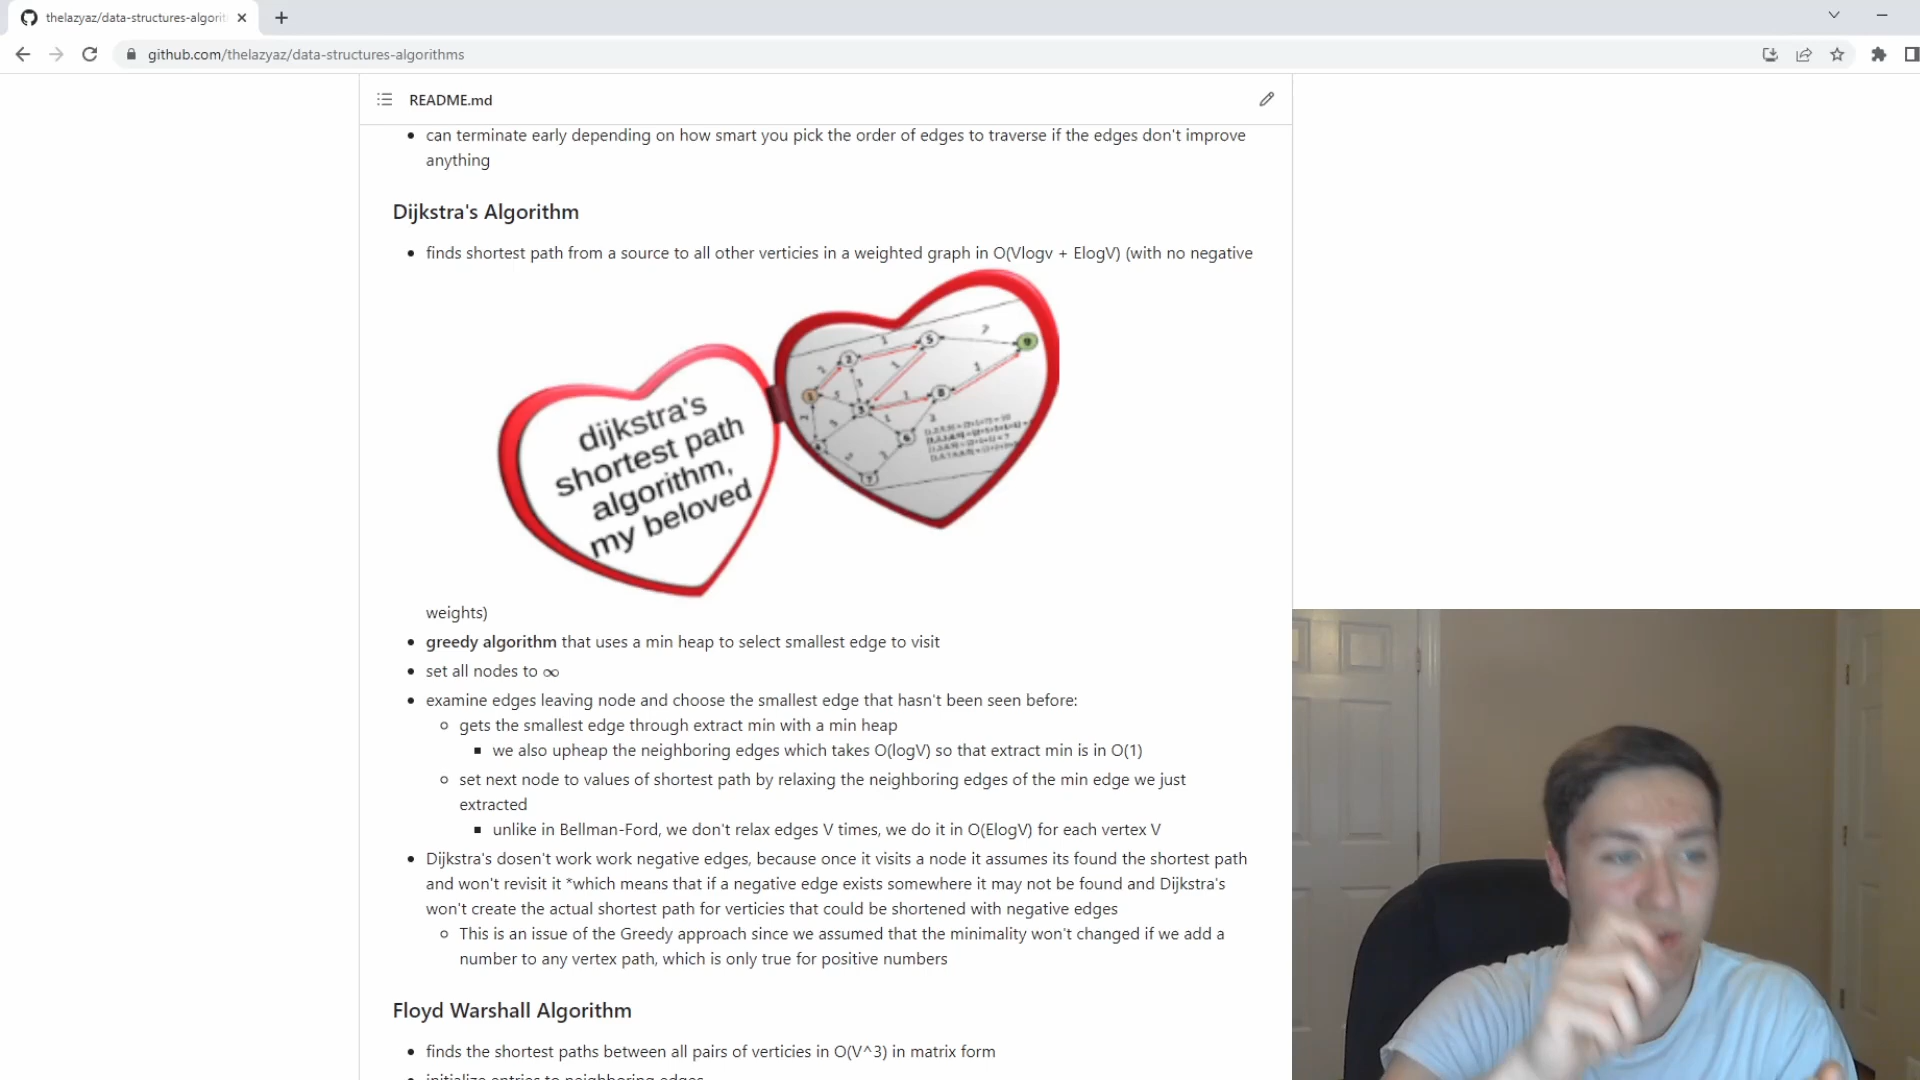 thelazyaz/data-structures-algorit
github.com/thelazyaz/data-structures-algorithms
README.md
can terminate early depending on how smart you pick the order of edges to traverse if the edges don't improve
anything
Dijkstra's Algorithm
finds shortest path from a source to all other verticies in a weighted graph in O(Vlogv + ElogV) (with no negative
dijkstra's
shortest path
algorithm,
my beloved
weights)
greedy algorithm that uses a min heap to select smallest edge to visit
set all nodes to ∞
examine edges leaving node and choose the smallest edge that hasn't been seen before:
gets the smallest edge through extract min with a min heap
we also upheap the neighboring edges which takes O(logV) so that extract min is in O(1)
set next node to values of shortest path by relaxing the neighboring edges of the min edge we just
extracted
unlike in Bellman-Ford, we don't relax edges V times, we do it in O(ElogV) for each vertex V
Dijkstra's dosen't work work negative edges, because once it visits a node it assumes its found the shortest path
and won't revisit it *which means that if a negative edge exists somewhere it may not be found and Dijkstra's
won't create the actual shortest path for verticies that could be shortened with negative edges
This is an issue of the Greedy approach since we assumed that the minimality won't changed if we add a
number to any vertex path, which is only true for positive numbers
Floyd Warshall Algorithm
finds the shortest paths between all pairs of verticies in O(V^3) in matrix form
initialize entries to neighboring edges